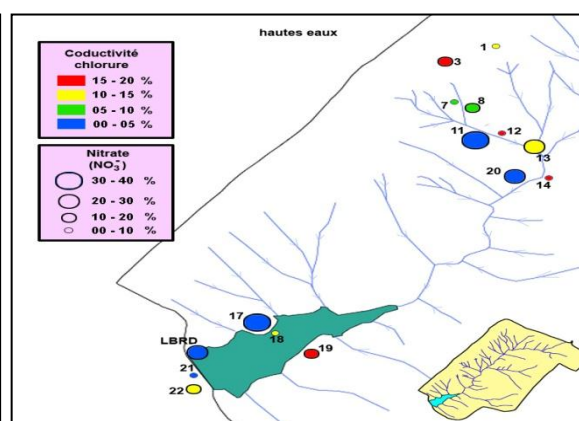 hautes eaux
Coductivité
chlorure
15 - 20 %
10 - 15 %
05 - 10 %
00 - 05 %
Nitrate
(NO₃⁻)
30 - 40 %
20 - 30 %
10 - 20 %
00 - 10 %
1
3
7
8
11
12
13
20
14
17
18
LBRD
19
21
22